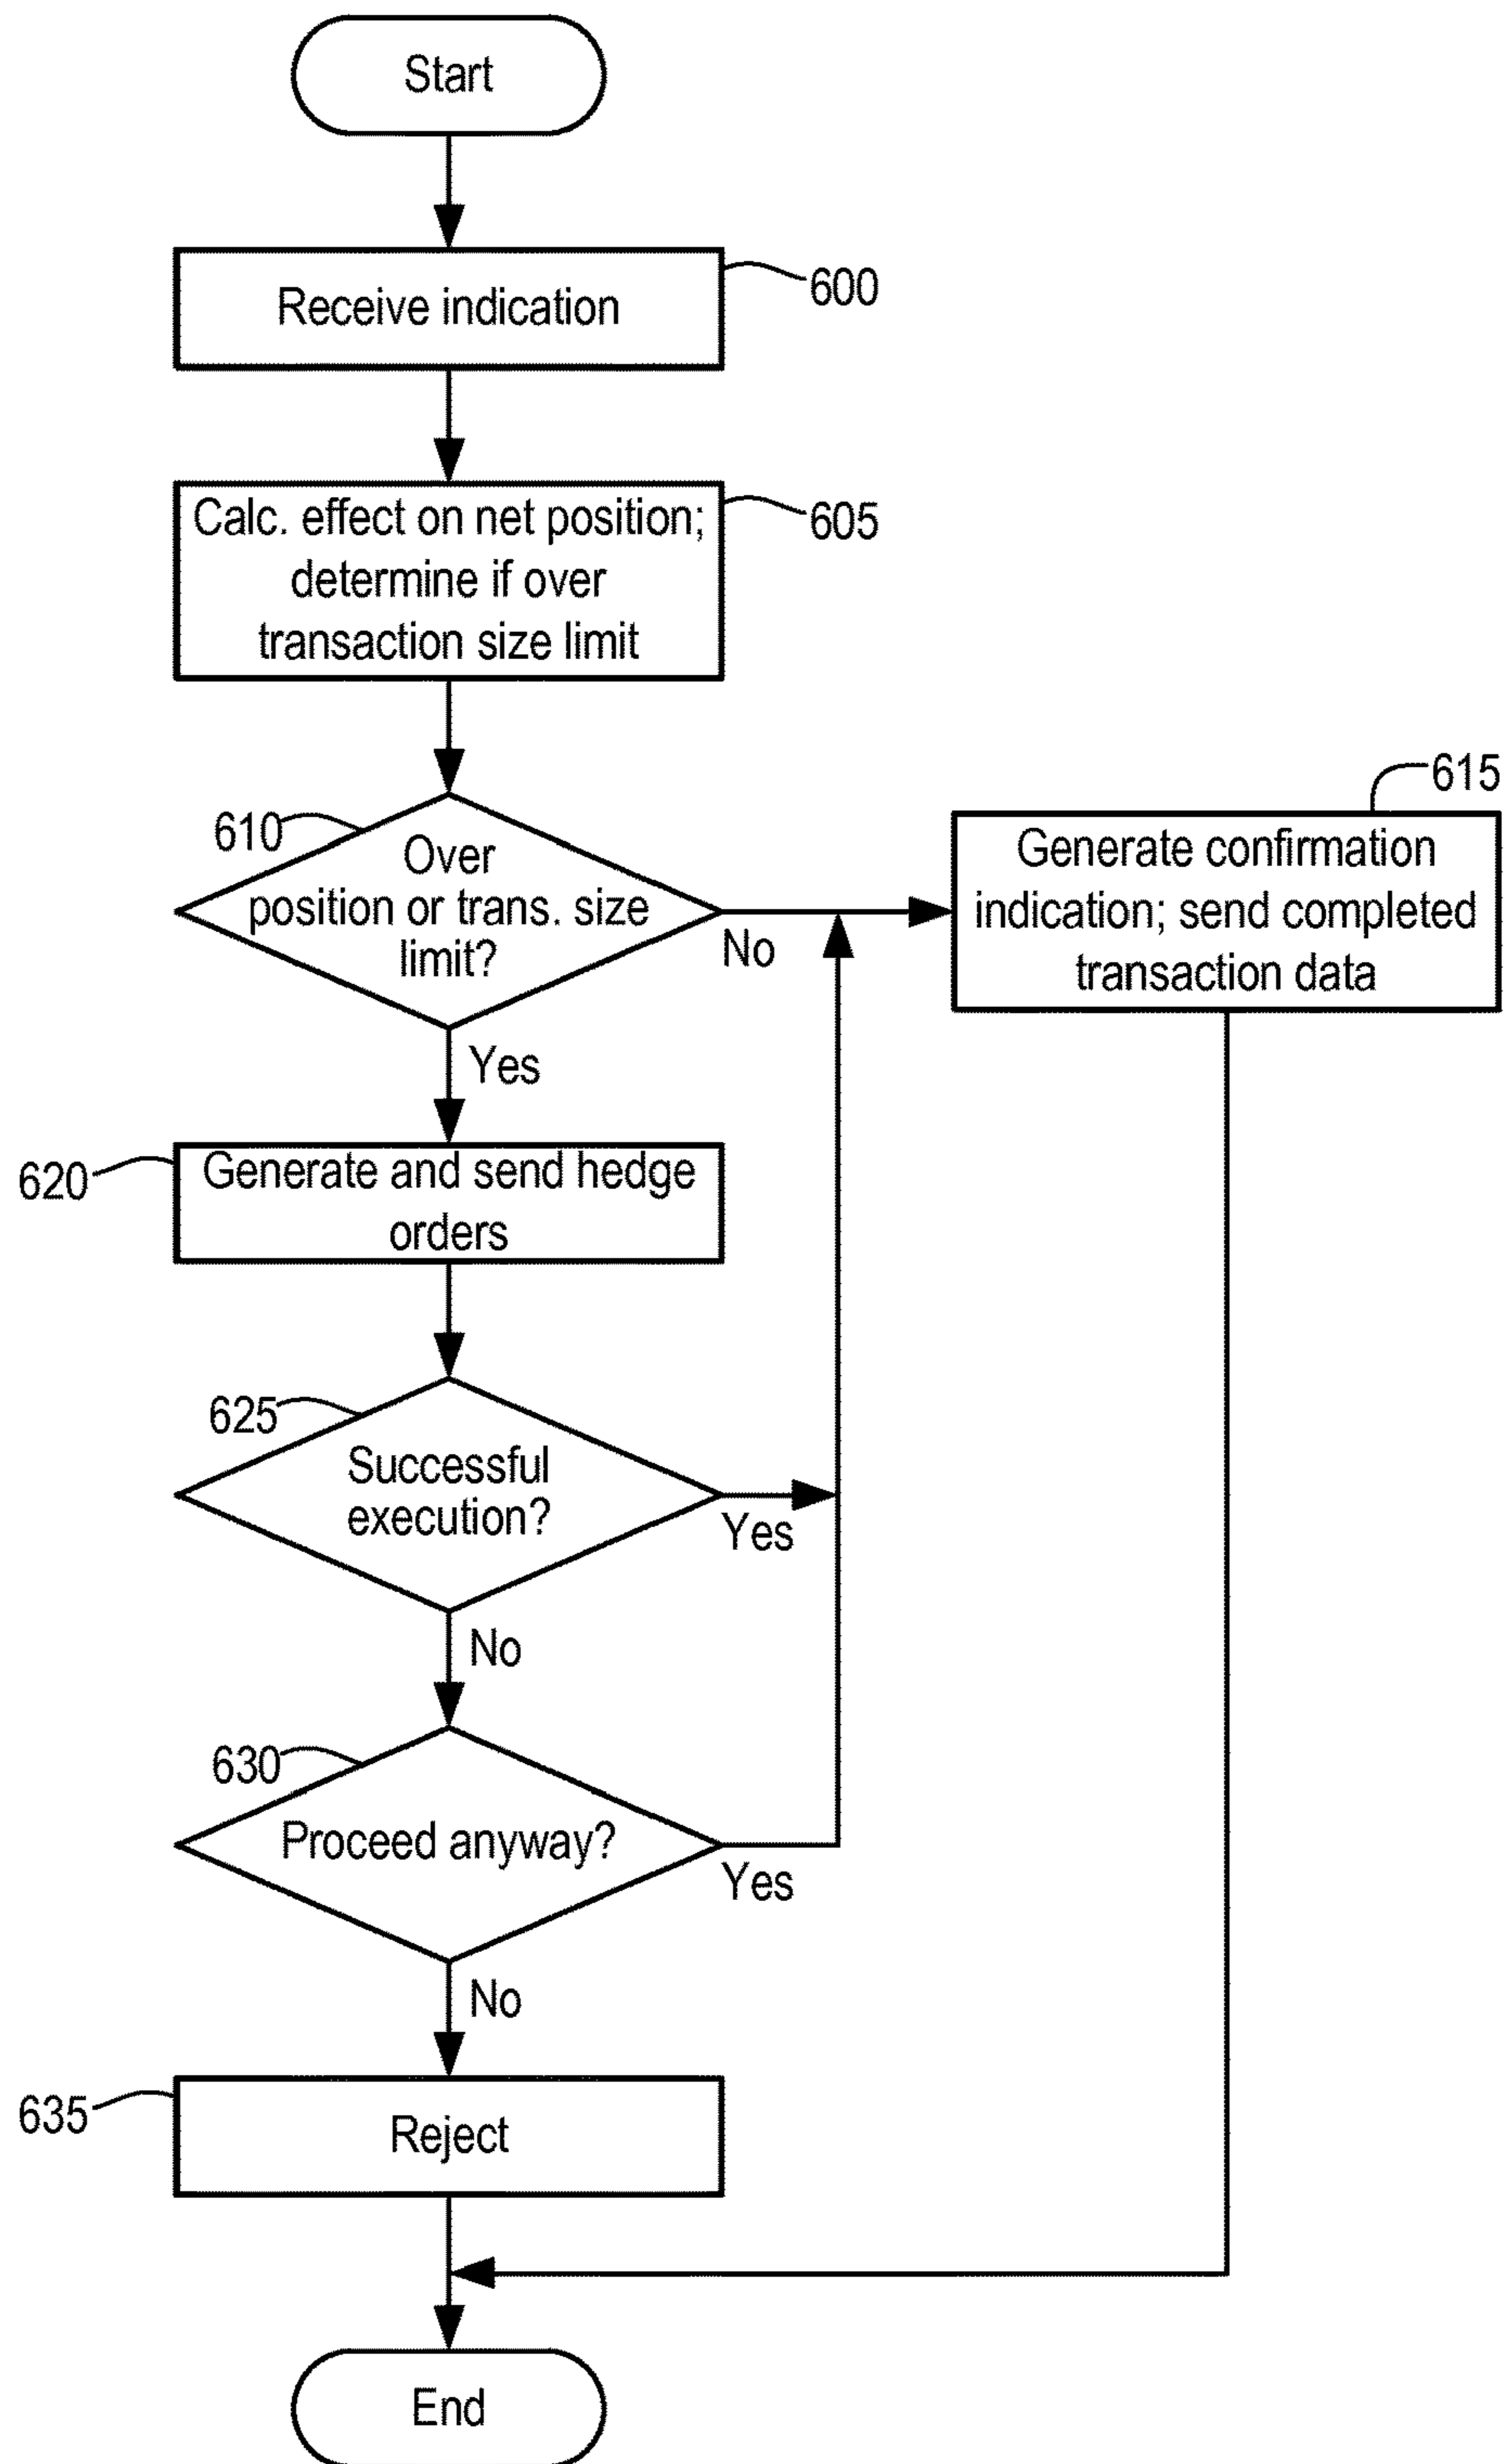 Start
Receive indication
600
Calc. effect on net position;
determine if over
transaction size limit
605
610
Over
position or trans. size
limit?
No
Yes
615
Generate confirmation
indication; send completed
transaction data
620
Generate and send hedge
orders
625
Successful
execution?
Yes
No
630
Proceed anyway?
Yes
No
635
Reject
End